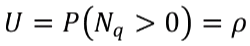 U = P(N_q > 0) = ρ